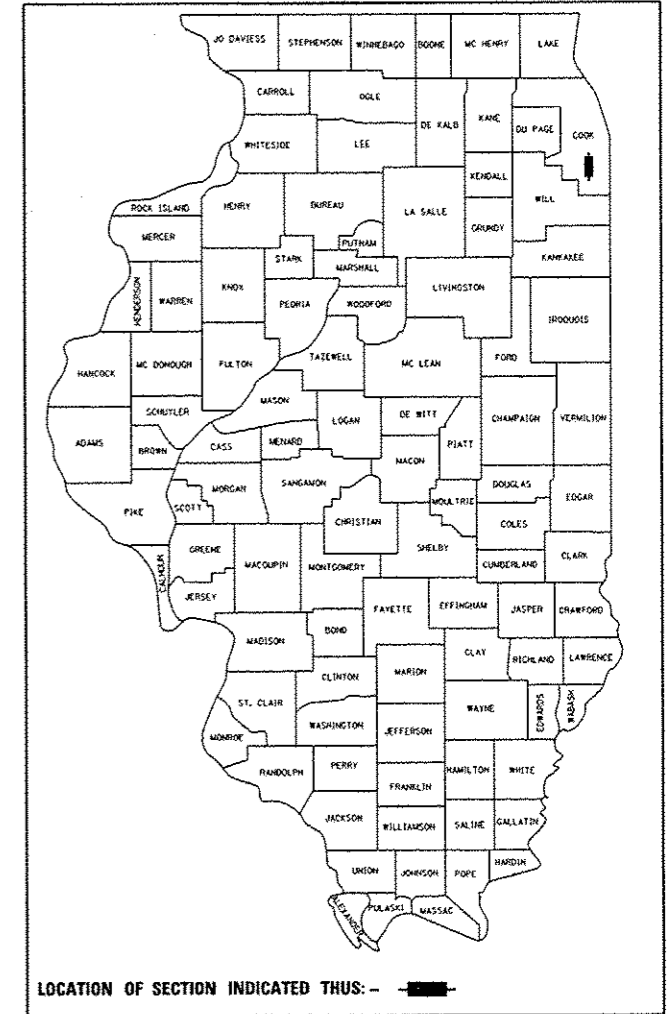 JO DAVIESS STEPHENSON WINNEBAGO BOONE MC HENRY LAKE
CARROLL OGLE DE KALB KANE DU PAGE COOK
WHITESIDE LEE KENDALL WILL
ROCK ISLAND HENRY BUREAU LA SALLE GRUNDY
MERCER PUTNAM KANKAKEE
STARK MARSHALL
HENDERSON WARREN KNOX PEORIA WOODFORD LIVINGSTON IROQUOIS
HANCOCK MC DONOUGH FULTON TAZEWELL MC LEAN FORD
SCHUYLER MASON LOGAN DE WITT CHAMPAIGN VERMILION
ADAMS BROWN CASS MENARD MACON PIATT
PIKE SCOTT MORGAN SANGAMON CHRISTIAN MOULTRIE DOUGLAS EDGAR
COLES
CALHOUN GREENE MACOUPIN MONTGOMERY SHELBY CUMBERLAND CLARK
JERSEY FAYETTE EFFINGHAM JASPER CRAWFORD
MADISON BOND CLAY RICHLAND LAWRENCE
CLINTON MARION
ST. CLAIR WASHINGTON JEFFERSON WAYNE EDWARDS WABASH
MONROE
RANDOLPH PERRY FRANKLIN HAMILTON WHITE
JACKSON WILLIAMSON SALINE GALLATIN
UNION JOHNSON POPE HARDIN
ALEXANDER PULASKI MASSAC
LOCATION OF SECTION INDICATED THUS: -